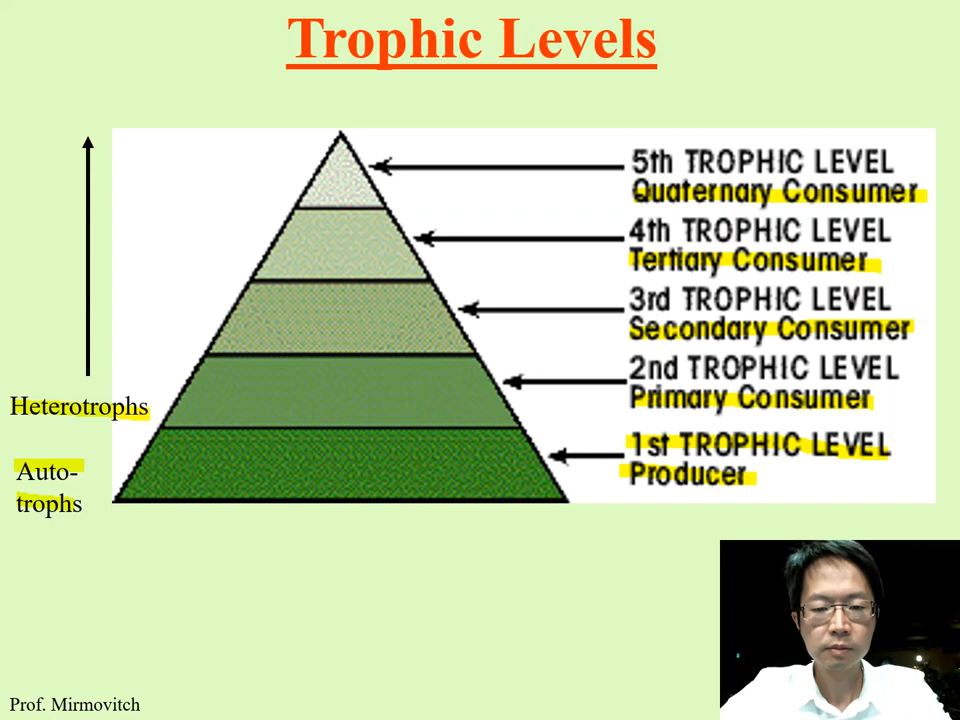 Trophic Levels
5th TROPHIC LEVEL
Quaternary Consumer
4th TROPHIC LEVEL
Tertiary Consumer
3rd TROPHIC LEVEL
Secondary Consumer
2nd TROPHIC LEVEL
Primary Consumer
1st TROPHIC LEVEL
Producer
Heterotrophs
Auto-
trophs
Prof. Mirmovitch